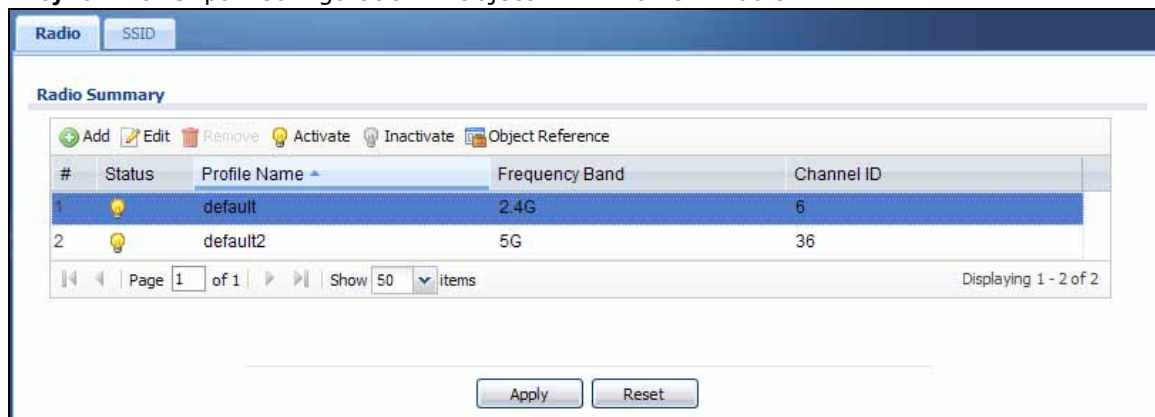 Radio SSID
Radio Summary
Add Edit Remove Activate Inactivate Object Reference
# Status Profile Name Frequency Band Channel ID
1 default 2.4G 6
2 default2 5G 36
Page 1 of 1 Show 50 items Displaying 1 - 2 of 2
Apply Reset